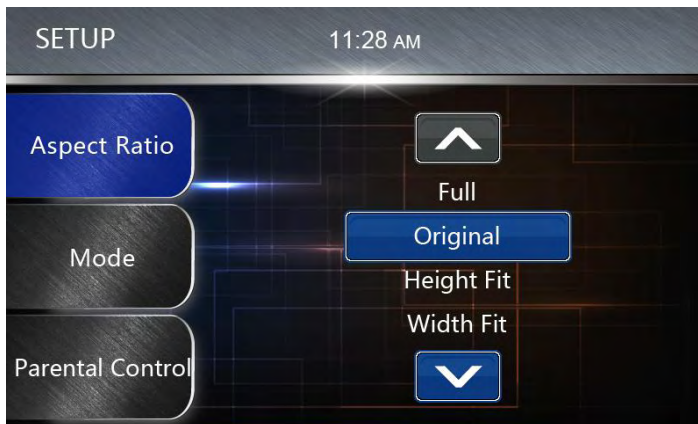 SETUP
11:28 AM
Aspect Ratio
Mode
Parental Control
Full
Original
Height Fit
Width Fit